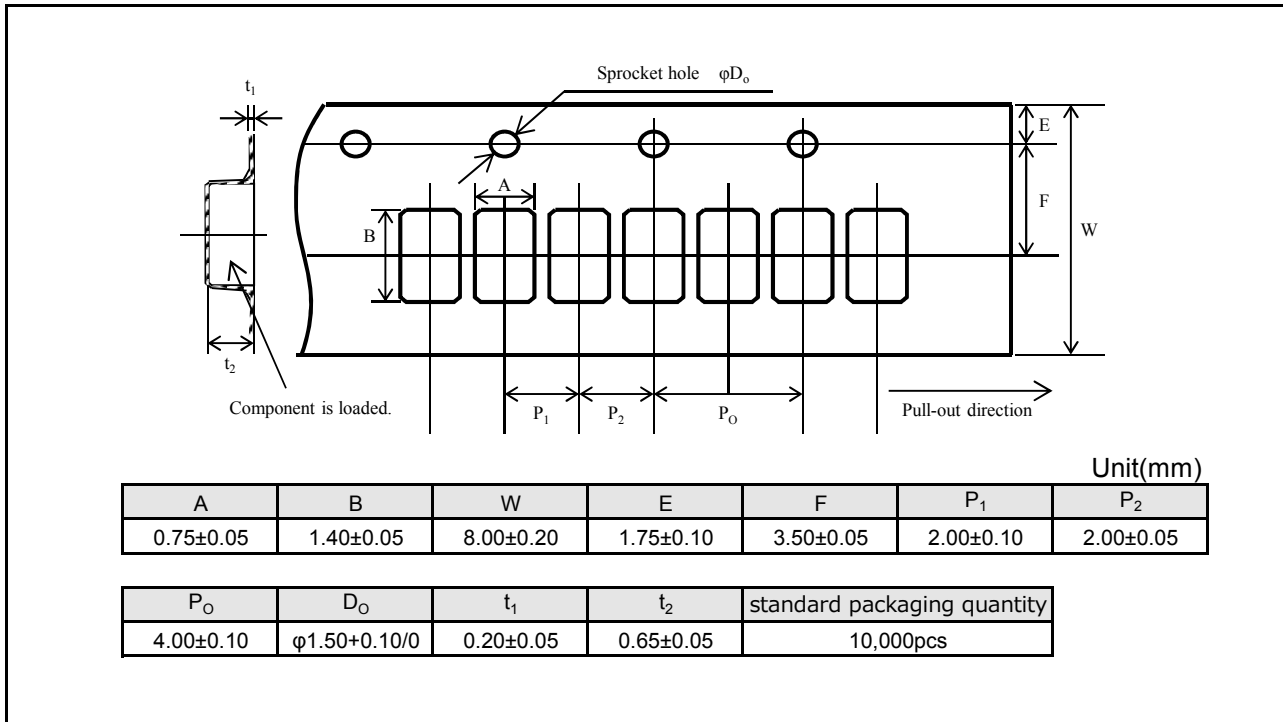 Sprocket hole φDₒ
t₁
E
A
F
B
W
t₂
Component is loaded.
P₁ P₂ P_O
Pull-out direction
Unit(mm)
A B W E F P₁ P₂
0.75±0.05 1.40±0.05 8.00±0.20 1.75±0.10 3.50±0.05 2.00±0.10 2.00±0.05
P_O D_O t₁ t₂ standard packaging quantity
4.00±0.10 φ1.50+0.10/0 0.20±0.05 0.65±0.05 10,000pcs